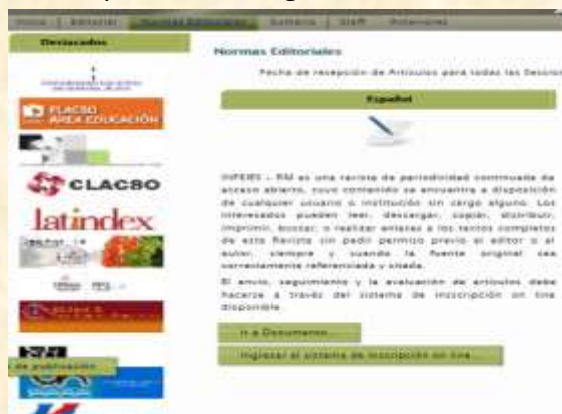 Inicio | Editorial Normas Editoriales Sumario | Staff Anteriores
Destacados
FLACSO
ÁREA EDUCACIÓN
CLACSO
latindex
de publicación
Normas Editoriales
Fecha de recepción de Artículos para todas las Seccion
Español
RM es una revista de periodicidad continuada de
acceso abierto, cuyo contenido se encuentra a disposición
de cualquier usuario o institución sin cargo alguno. Los
interesados pueden leer, descargar, copiar, distribuir,
imprimir, buscar, o realizar enlaces a los textos completos
de esta Revista sin pedir permiso previo al editor o al
autor, siempre y cuando la fuente original sea
correctamente referenciada y citada.
El envío, seguimiento y la evaluación de artículos debe
hacerse a través del sistema de inscripción on line
disponible.
Ir a Documento...
Ingresar al sistema de inscripción on line...